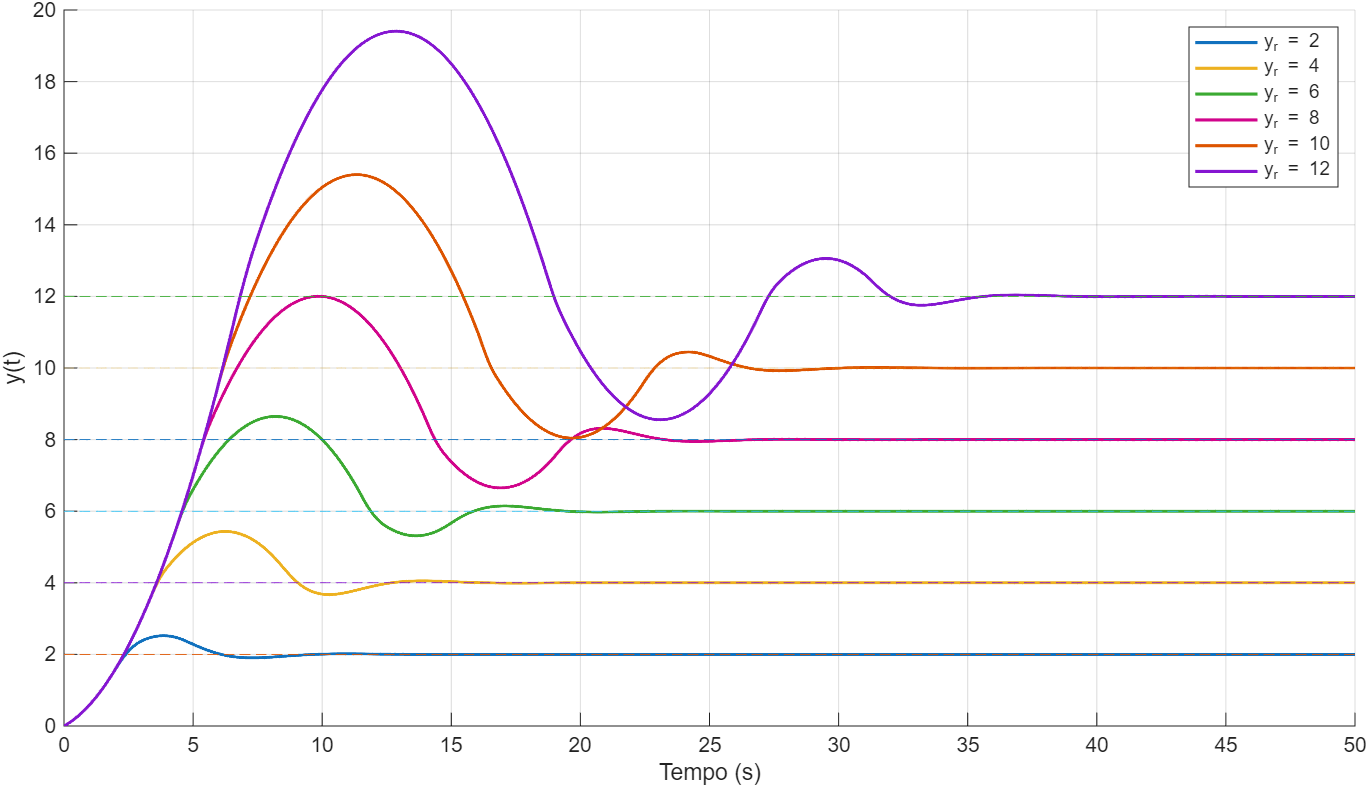 20
18
16
14
12
10
8
6
4
2
0
y(t)
0 5 10 15 20 25 30 35 40 45 50
Tempo (s)
yᵣ = 2
yᵣ = 4
yᵣ = 6
yᵣ = 8
yᵣ = 10
yᵣ = 12